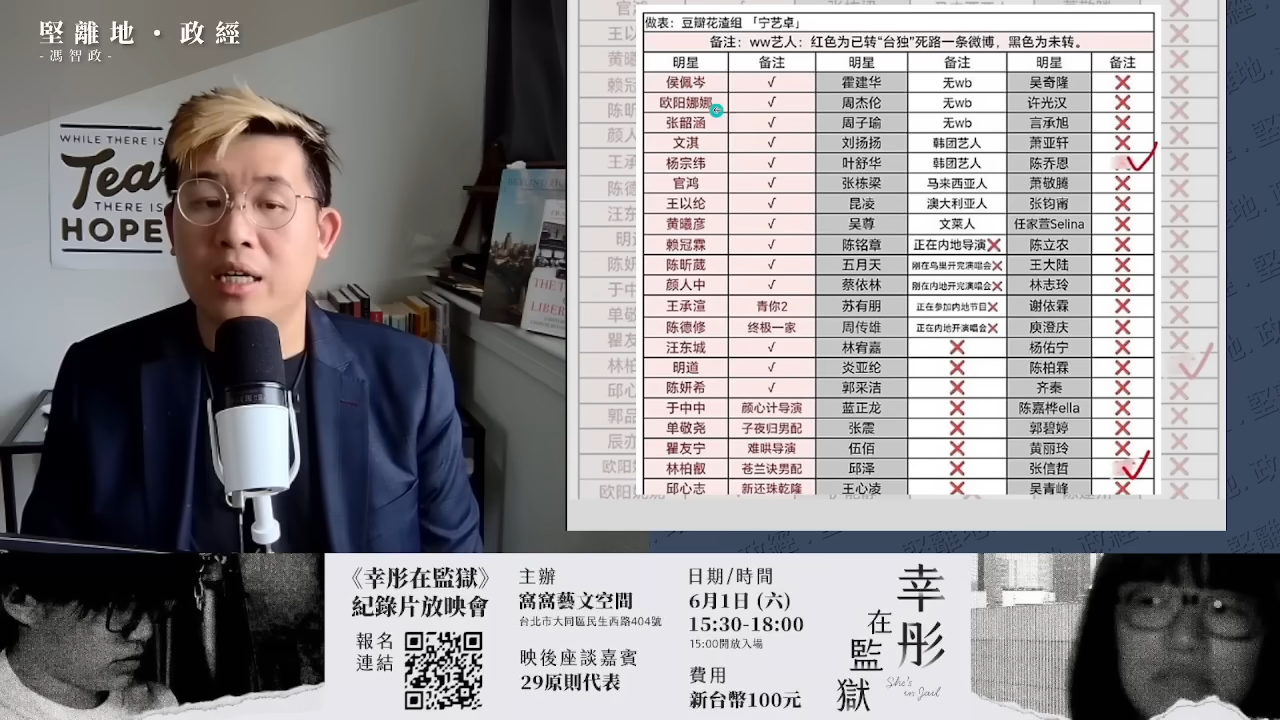 堅離地・政經
- 馮智政 -
WHILE THERE IS
Tea
THERE IS
HOPE
做表：豆瓣花渣组 「宁艺卓」
备注：ww艺人：红色为已转“台独”死路一条微博，黑色为未转。
明星 备注 明星 备注 明星 备注
侯佩岑 √ 霍建华 无wb 吴奇隆 ❌
欧阳娜娜 √ 周杰伦 无wb 许光汉 ❌
张韶涵 √ 周子瑜 无wb 言承旭 ❌
文淇 √ 刘扬扬 韩团艺人 萧亚轩 ❌
杨宗纬 √ 叶舒华 韩团艺人 陈乔恩
官鸿 √ 张栋梁 马来西亚人 萧敬腾 ❌
王以纶 √ 昆凌 澳大利亚人 张钧甯 ❌
黄曦彦 √ 吴尊 文莱人 任家萱Selina ❌
赖冠霖 √ 陈铭章 正在内地导演❌ 陈立农 ❌
陈昕葳 √ 五月天 刚在鸟巢开完演唱会❌ 王大陆 ❌
颜人中 √ 蔡依林 刚在内地开完演唱会❌ 林志玲 ❌
王承渲 青你2 苏有朋 正在参加内地节目❌ 谢依霖 ❌
陈德修 终极一家 周传雄 正在内地开演唱会❌ 庾澄庆 ❌
汪东城 √ 林宥嘉 ❌ 杨佑宁 ❌
明道 √ 炎亚纶 ❌ 陈柏霖 ❌
陈妍希 √ 郭采洁 ❌ 齐秦 ❌
于中中 颜心计导演 蓝正龙 ❌ 陈嘉桦ella ❌
单敬尧 子夜归男配 张震 ❌ 郭碧婷 ❌
瞿友宁 难哄导演 伍佰 ❌ 黄丽玲 ❌
林柏叡 苍兰诀男配 邱泽 ❌ 张信哲
邱心志 新还珠乾隆 王心凌 ❌ 吴青峰 ❌
《幸彤在監獄》
紀錄片放映會
報名
連結
主辦
窩窩藝文空間
台北市大同區民生西路404號
映後座談嘉賓
29原則代表
日期/時間
6月1日 (六)
15:30-18:00
15:00開放入場
費用
新台幣100元
幸彤
在監獄
She's
in Jail